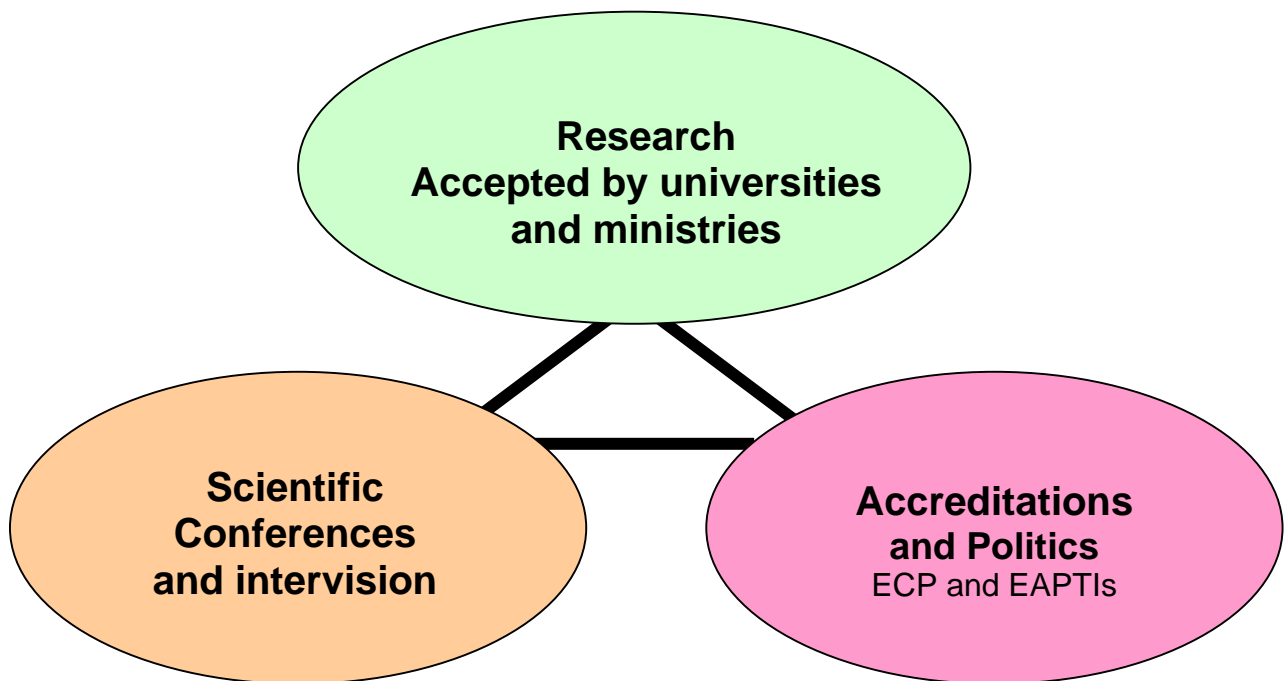 Research
Accepted by universities
and ministries
Scientific
Conferences
and intervision
Accreditations
and Politics
ECP and EAPTIs